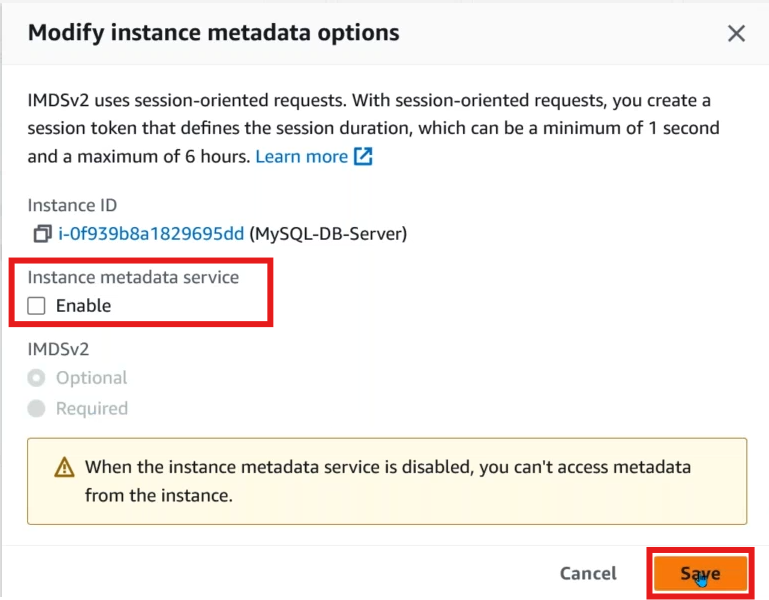 Modify instance metadata options
IMDSv2 uses session-oriented requests. With session-oriented requests, you create a
session token that defines the session duration, which can be a minimum of 1 second
and a maximum of 6 hours. Learn more
Instance ID
i-0f939b8a1829695dd (MySQL-DB-Server)
Instance metadata service
Enable
IMDSv2
Optional
Required
When the instance metadata service is disabled, you can't access metadata
from the instance.
Cancel
Save